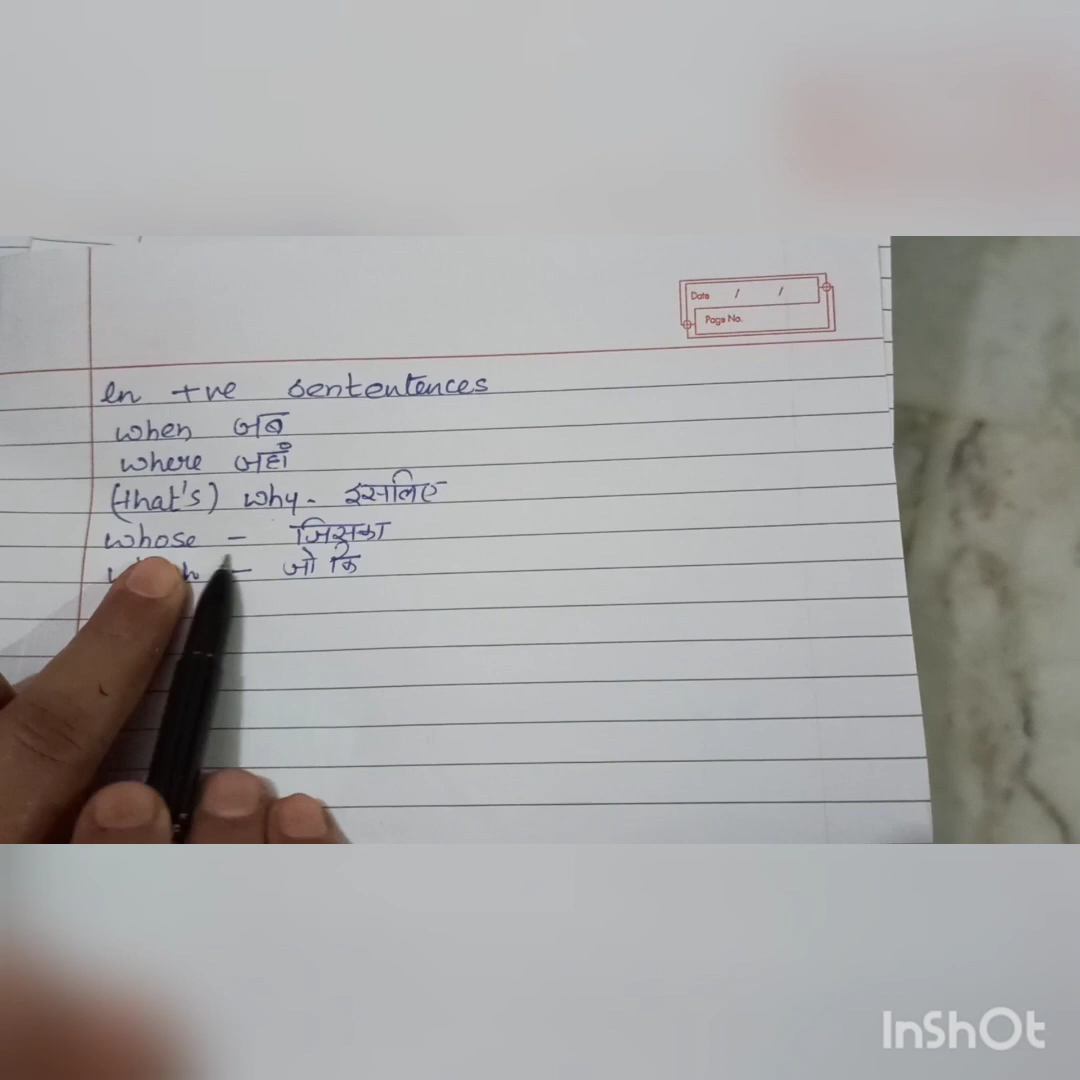 Date / /
Page No.
In +ve sententences
when जब
where जहाँ
(that's) why - इसलिए
whose - जिसका
- जो कि
InShOt